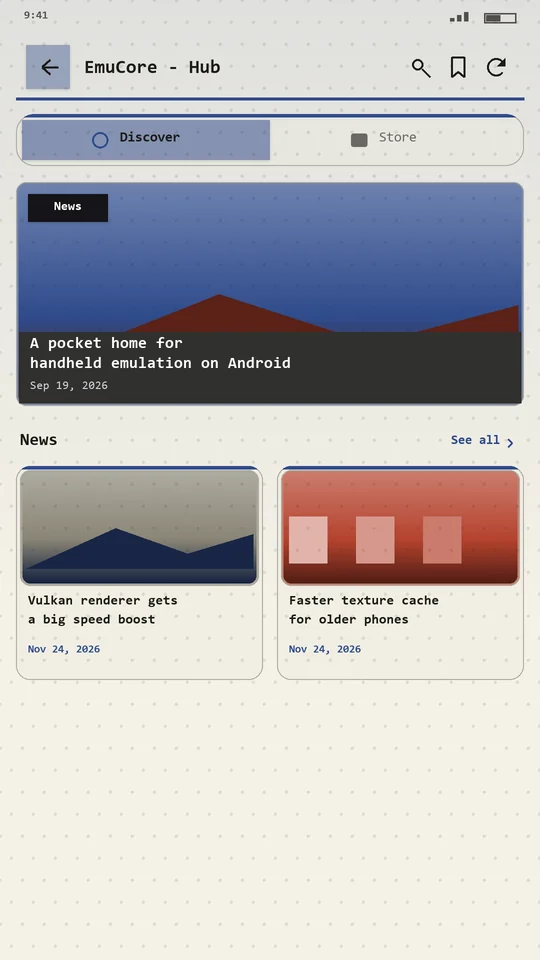 9:41
EmuCore - Hub
Discover
Store
News
A pocket home for
handheld emulation on Android
Sep 19, 2026
News
See all
Vulkan renderer gets
a big speed boost
Nov 24, 2026
Faster texture cache
for older phones
Nov 24, 2026